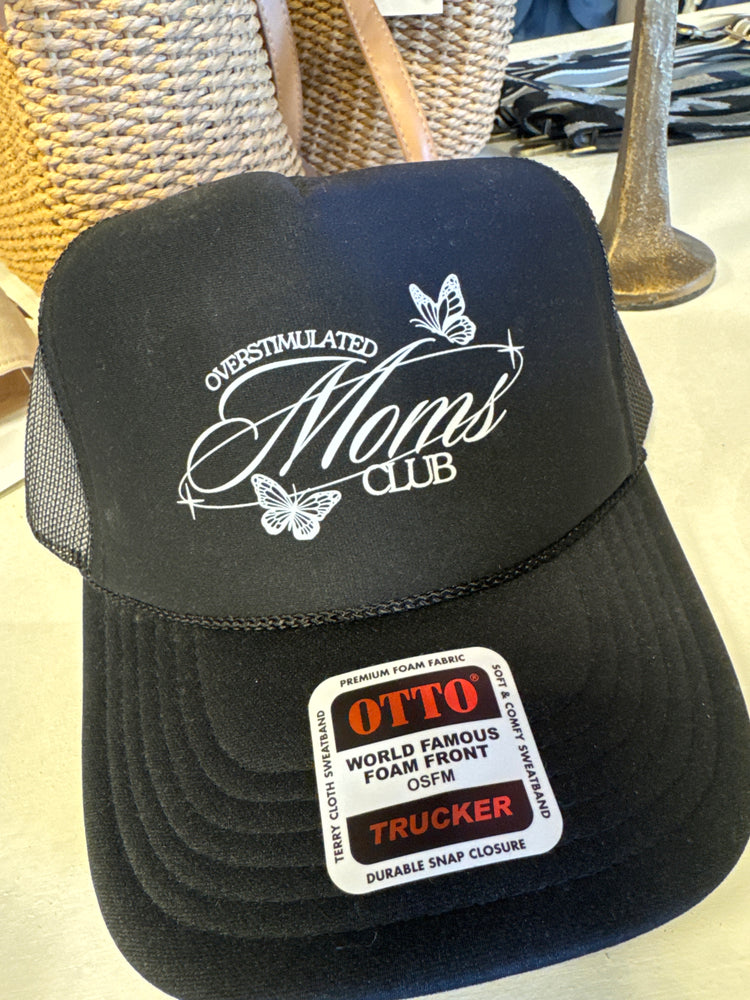 OVERSTIMULATED
Moms
CLUB
PREMIUM FOAM FABRIC
OTTO®
WORLD FAMOUS
FOAM FRONT
OSFM
TRUCKER
DURABLE SNAP CLOSURE
TERRY CLOTH SWEATBAND
SOFT & COMFY SWEATBAND